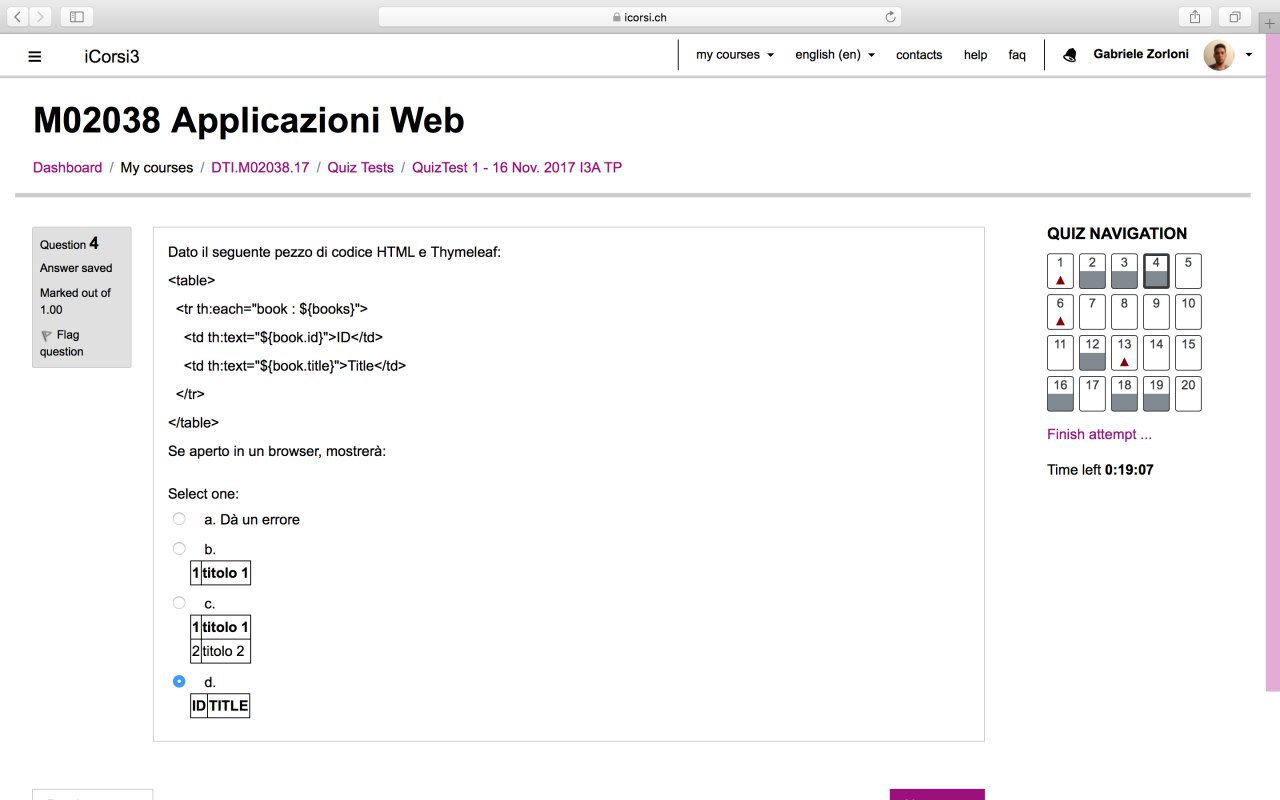 icorsi.ch
iCorsi3
my courses english (en) contacts help faq Gabriele Zorloni
M02038 Applicazioni Web
Dashboard / My courses / DTI.M02038.17 / Quiz Tests / QuizTest 1 - 16 Nov. 2017 I3A TP
Question 4
Answer saved
Marked out of
1.00
Flag
question
Dato il seguente pezzo di codice HTML e Thymeleaf:
<table>
<tr th:each="book : ${books}">
<td th:text="${book.id}">ID</td>
<td th:text="${book.title}">Title</td>
</tr>
</table>
Se aperto in un browser, mostrerà:
Select one:
a. Dà un errore
b.
1 titolo 1
c.
1 titolo 1
2 titolo 2
d.
ID TITLE
QUIZ NAVIGATION
1 2 3 4 5
6 7 8 9 10
11 12 13 14 15
16 17 18 19 20
Finish attempt ...
Time left 0:19:07